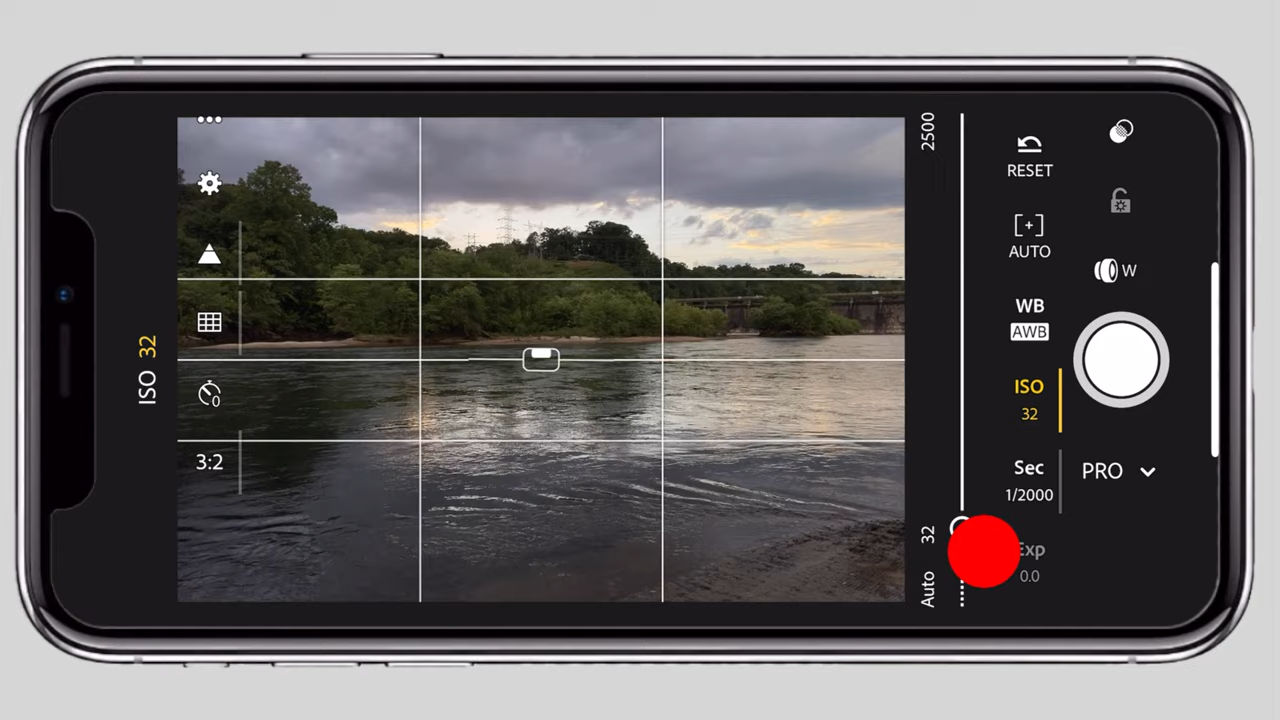 ISO 32
0
3:2
2500
32
Auto
RESET
[+]
AUTO
WB
AWB
ISO
32
Sec
1/2000
Exp
0.0
W
PRO